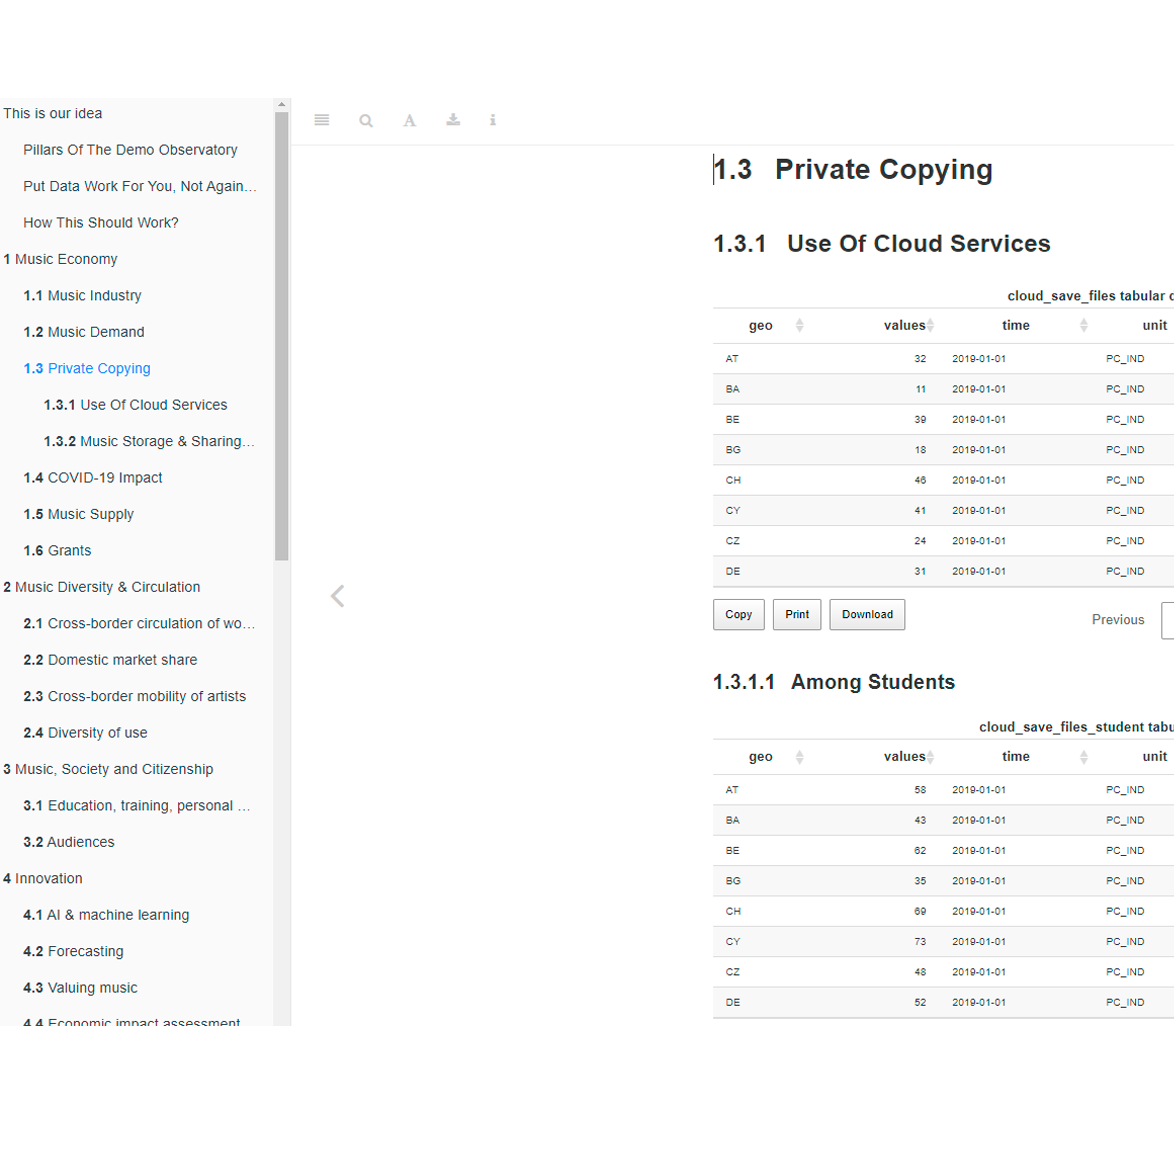 This is our idea
Pillars Of The Demo Observatory
Put Data Work For You, Not Again…
How This Should Work?
1 Music Economy
1.1 Music Industry
1.2 Music Demand
1.3 Private Copying
1.3.1 Use Of Cloud Services
1.3.2 Music Storage & Sharing…
1.4 COVID-19 Impact
1.5 Music Supply
1.6 Grants
2 Music Diversity & Circulation
2.1 Cross-border circulation of wo…
2.2 Domestic market share
2.3 Cross-border mobility of artists
2.4 Diversity of use
3 Music, Society and Citizenship
3.1 Education, training, personal …
3.2 Audiences
4 Innovation
4.1 AI & machine learning
4.2 Forecasting
4.3 Valuing music
4.4 Economic impact assessment
1.3 Private Copying
1.3.1 Use Of Cloud Services
cloud_save_files tabular
geo values time unit
AT 32 2019-01-01 PC_IND
BA 11 2019-01-01 PC_IND
BE 39 2019-01-01 PC_IND
BG 18 2019-01-01 PC_IND
CH 46 2019-01-01 PC_IND
CY 41 2019-01-01 PC_IND
CZ 24 2019-01-01 PC_IND
DE 31 2019-01-01 PC_IND
Copy Print Download Previous
1.3.1.1 Among Students
cloud_save_files_student tabu
geo values time unit
AT 58 2019-01-01 PC_IND
BA 43 2019-01-01 PC_IND
BE 62 2019-01-01 PC_IND
BG 35 2019-01-01 PC_IND
CH 69 2019-01-01 PC_IND
CY 73 2019-01-01 PC_IND
CZ 48 2019-01-01 PC_IND
DE 52 2019-01-01 PC_IND